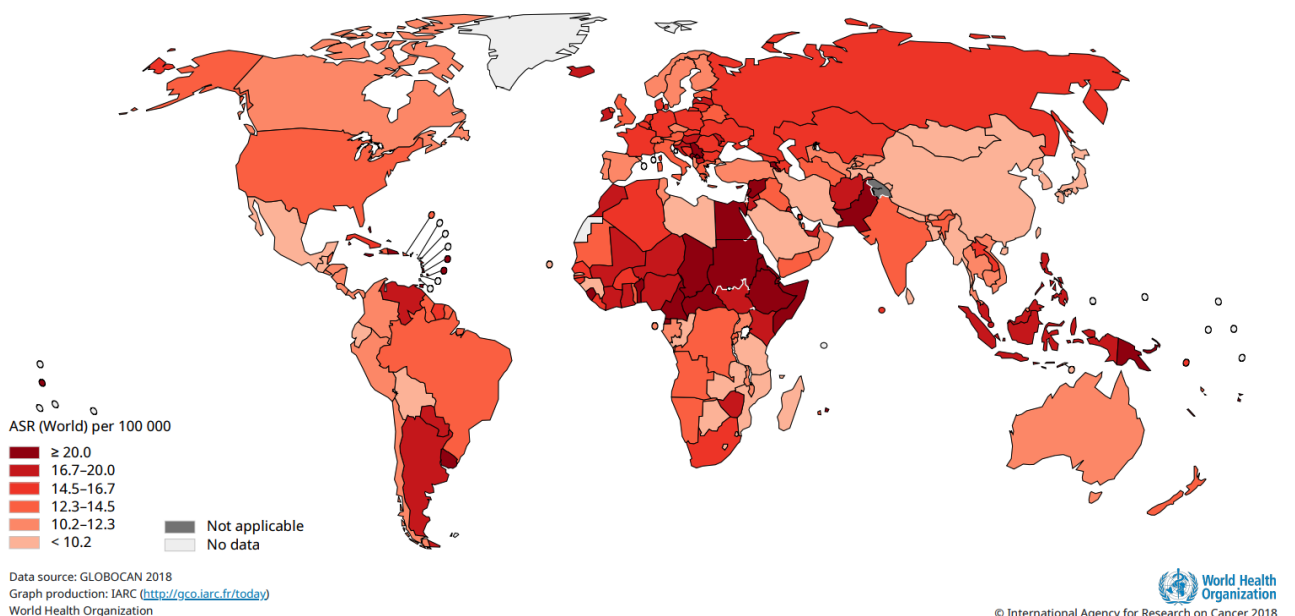 ASR (World) per 100 000
≥ 20.0
16.7–20.0
14.5–16.7
12.3–14.5
10.2–12.3
< 10.2
Not applicable
No data
Data source: GLOBOCAN 2018
Graph production: IARC (http://gco.iarc.fr/today)
World Health Organization
World Health
Organization
© International Agency for Research on Cancer 2018